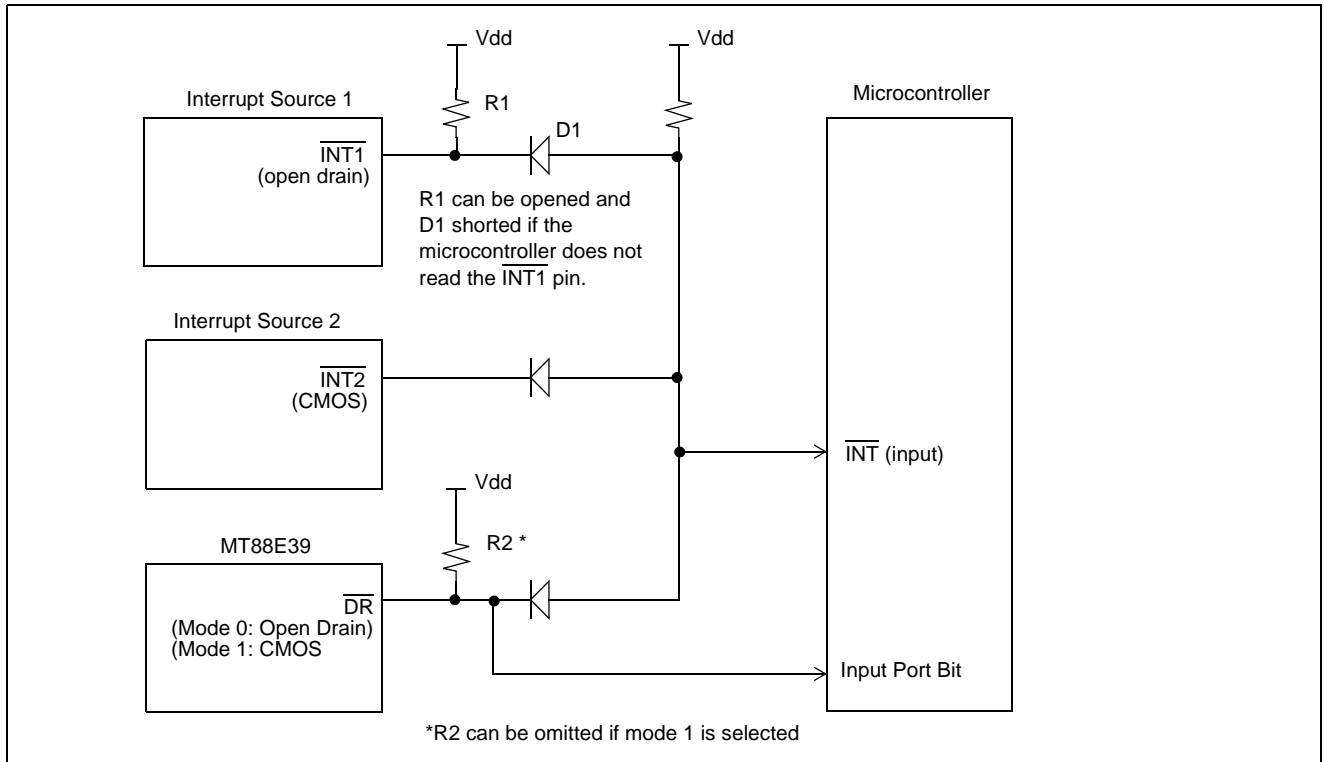 Vdd
Vdd
Interrupt Source 1
R1
Microcontroller
INT1
(open drain)
D1
R1 can be opened and
D1 shorted if the
microcontroller does not
read the INT1 pin.
Interrupt Source 2
INT2
(CMOS)
INT (input)
Vdd
MT88E39
R2 *
DR
(Mode 0: Open Drain)
(Mode 1: CMOS
Input Port Bit
*R2 can be omitted if mode 1 is selected